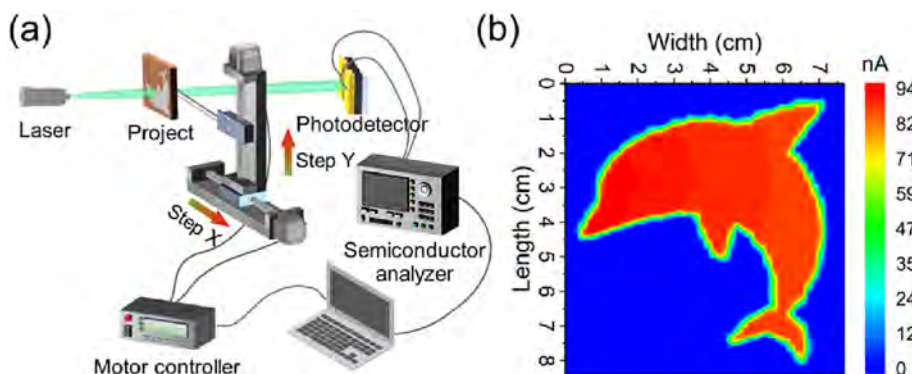 (a)
Laser
Project
Photodetector
Step Y
Step X
Semiconductor
analyzer
Motor controller
(b)
Width (cm)
0 1 2 3 4 5 6 7
Length (cm)
0
1
2
3
4
5
6
7
8
nA
94
82
71
59
47
35
24
12
0